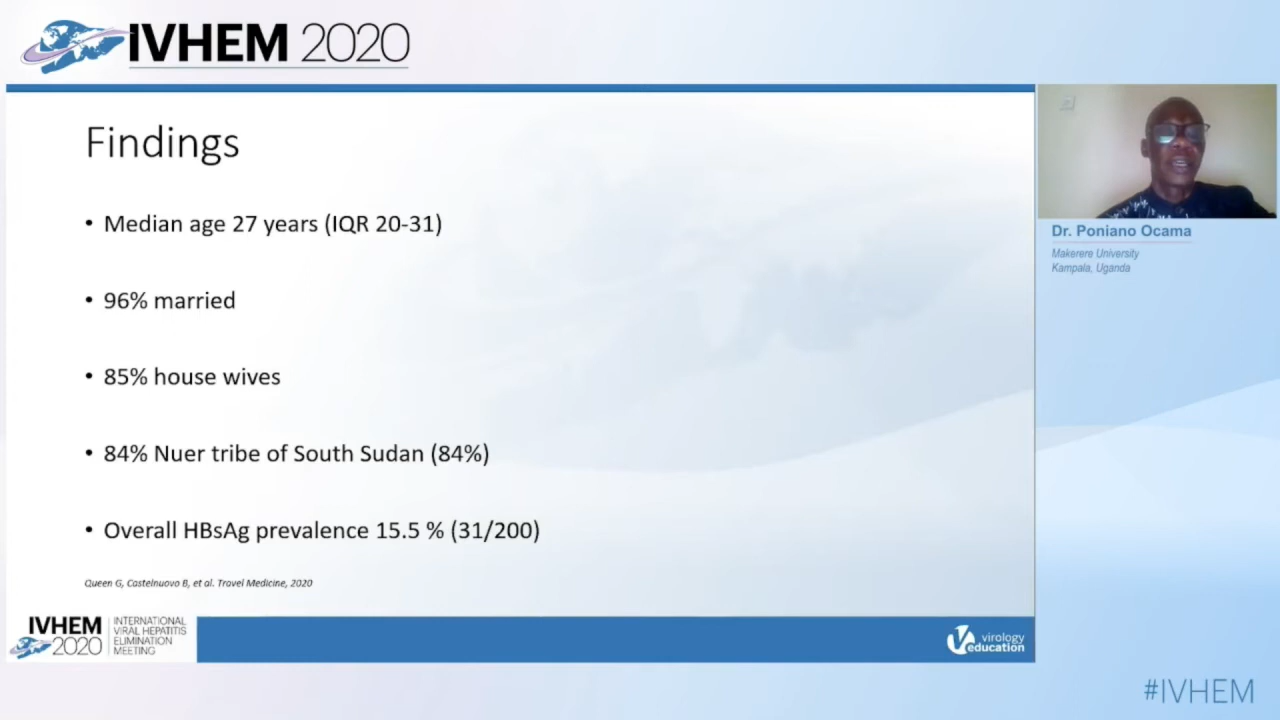 IVHEM 2020
Findings
• Median age 27 years (IQR 20-31)
• 96% married
• 85% house wives
• 84% Nuer tribe of South Sudan (84%)
• Overall HBsAg prevalence 15.5 % (31/200)
Queen G, Castelnuovo B, et al. Travel Medicine, 2020
Dr. Poniano Ocama
Makerere University
Kampala, Uganda
IVHEM
2020
INTERNATIONAL
VIRAL HEPATITIS
ELIMINATION
MEETING
virology
education
#IVHEM